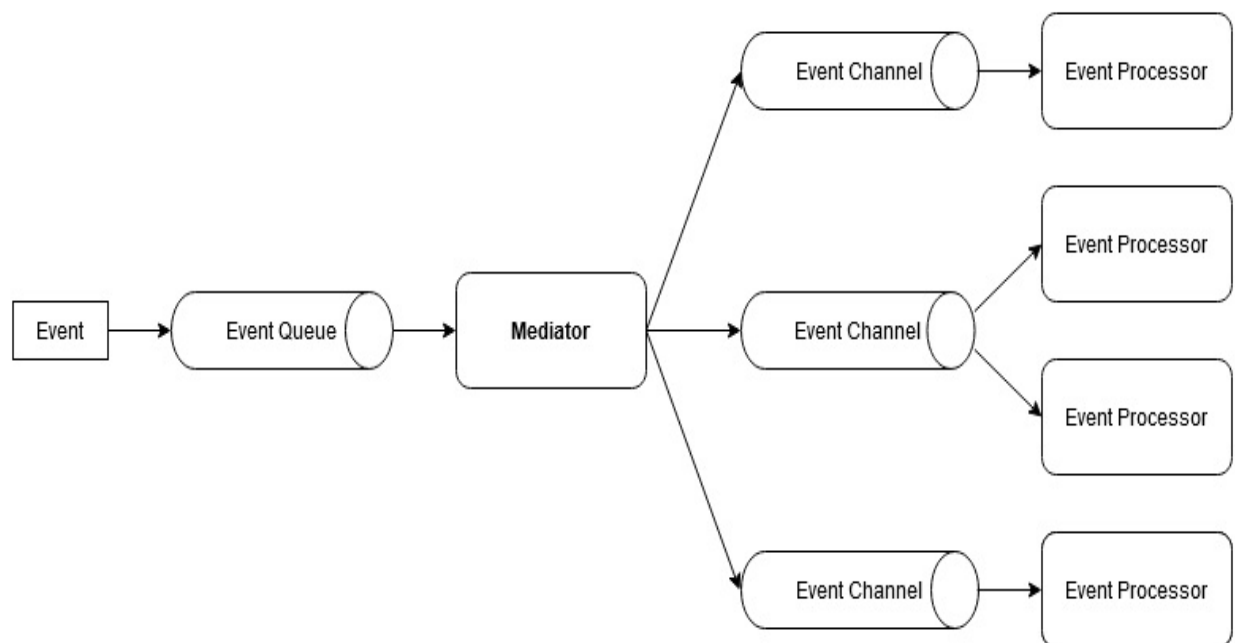 Event Channel
Event Processor
Event Processor
Event
Event Queue
Mediator
Event Channel
Event Processor
Event Channel
Event Processor